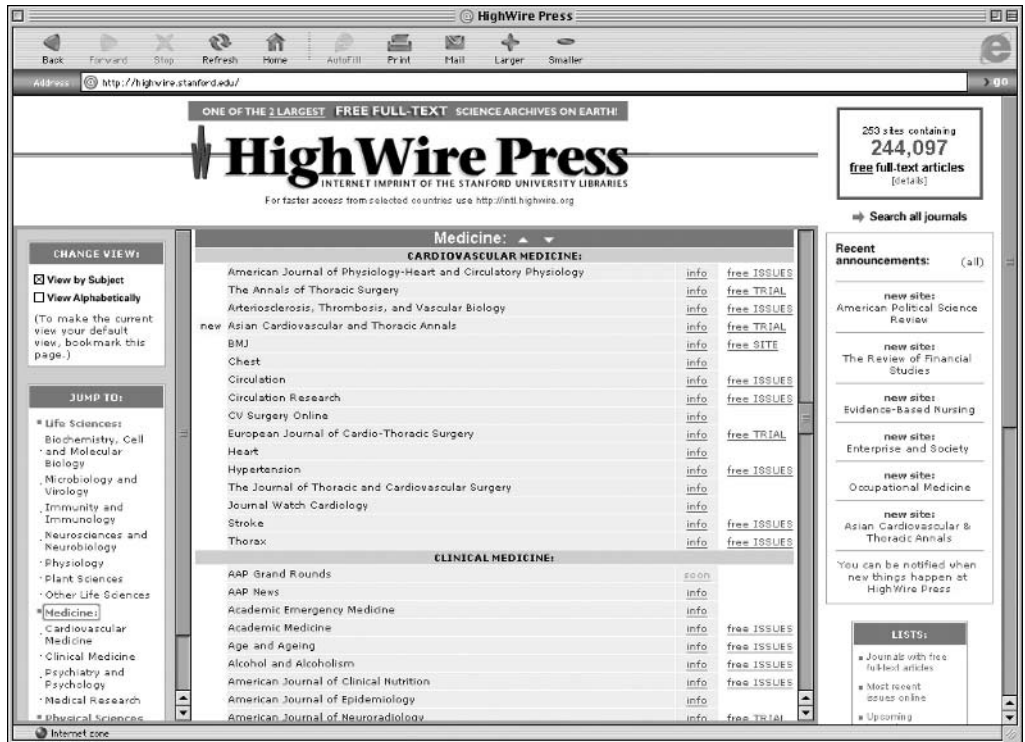 HighWire Press
Back Forward Stop Refresh Home AutoFill Print Mail Larger Smaller
Address http://highwire.stanford.edu/ go
ONE OF THE 2 LARGEST FREE FULL-TEXT SCIENCE ARCHIVES ON EARTH!
HighWire Press
INTERNET IMPRINT OF THE STANFORD UNIVERSITY LIBRARIES
For faster access from selected countries use http://intl.highwire.org
253 sites containing
244,097
free full-text articles
[details]
Search all journals
CHANGE VIEW:
View by Subject
View Alphabetically
(To make the current
view your default
view, bookmark this
page.)
JUMP TO:
Life Sciences:
Biochemistry, Cell
and Molecular
Biology
Microbiology and
Virology
Immunity and
Immunology
Neurosciences and
Neurobiology
Physiology
Plant Sciences
Other Life Sciences
Medicine:
Cardiovascular
Medicine
Clinical Medicine
Psychiatry and
Psychology
Medical Research
Physical Sciences
Medicine:
CARDIOVASCULAR MEDICINE:
American Journal of Physiology-Heart and Circulatory Physiology info free ISSUES
The Annals of Thoracic Surgery info free TRIAL
Arteriosclerosis, Thrombosis, and Vascular Biology info free ISSUES
new Asian Cardiovascular and Thoracic Annals info free TRIAL
BMJ info free SITE
Chest info
Circulation info free ISSUES
Circulation Research info free ISSUES
CV Surgery Online info
European Journal of Cardio-Thoracic Surgery info free TRIAL
Heart info
Hypertension info free ISSUES
The Journal of Thoracic and Cardiovascular Surgery info
Journal Watch Cardiology info
Stroke info free ISSUES
Thorax info free ISSUES
CLINICAL MEDICINE:
AAP Grand Rounds soon
AAP News info
Academic Emergency Medicine info
Academic Medicine info free ISSUES
Age and Ageing info free ISSUES
Alcohol and Alcoholism info free ISSUES
American Journal of Clinical Nutrition info free ISSUES
American Journal of Epidemiology info
American Journal of Neuroradiology info free TRIAL
Recent
announcements: (all)
new site:
American Political Science
Review
new site:
The Review of Financial
Studies
new site:
Evidence-Based Nursing
new site:
Enterprise and Society
new site:
Occupational Medicine
new site:
Asian Cardiovascular &
Thoracic Annals
You can be notified when
new things happen at
HighWire Press
LISTS:
Journals with free
full-text articles
Most recent
issues online
Upcoming
Internet zone